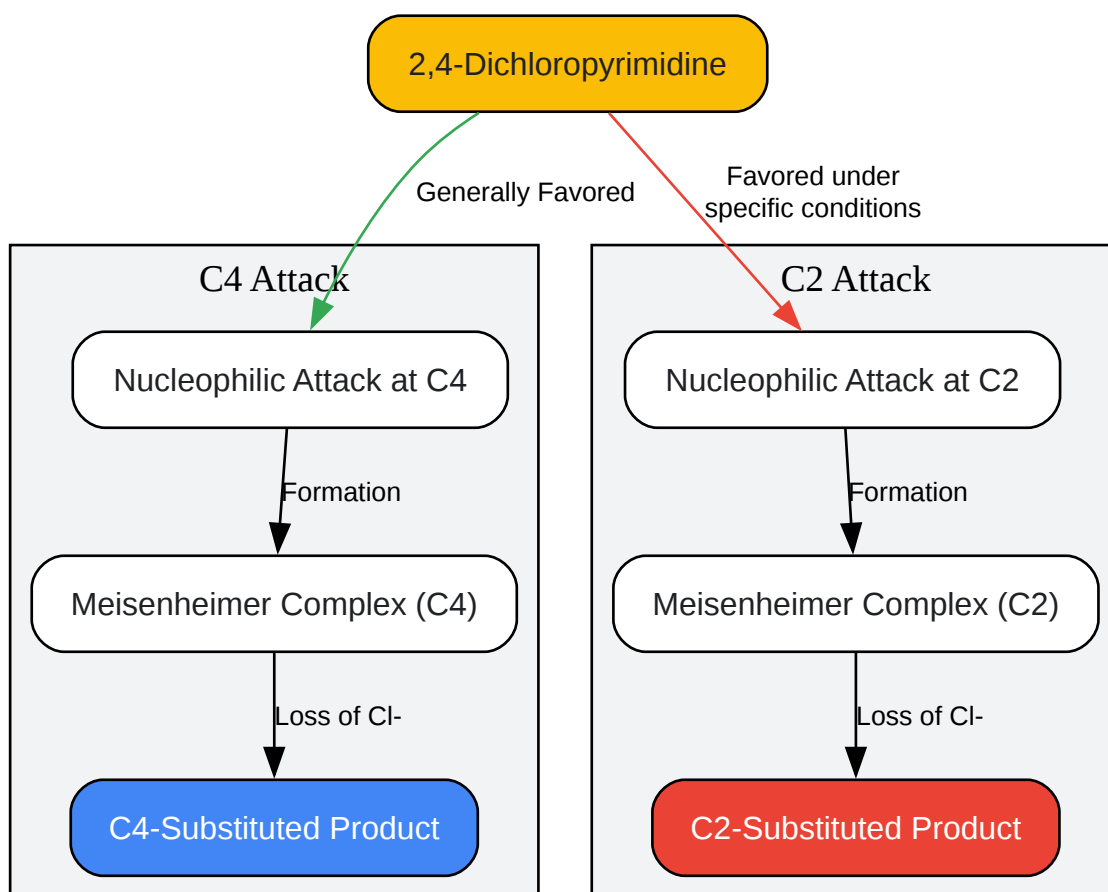 2,4-Dichloropyrimidine
Generally Favored
Favored under
specific conditions
C4 Attack
Nucleophilic Attack at C4
Formation
Meisenheimer Complex (C4)
Loss of Cl-
C4-Substituted Product
C2 Attack
Nucleophilic Attack at C2
Formation
Meisenheimer Complex (C2)
Loss of Cl-
C2-Substituted Product